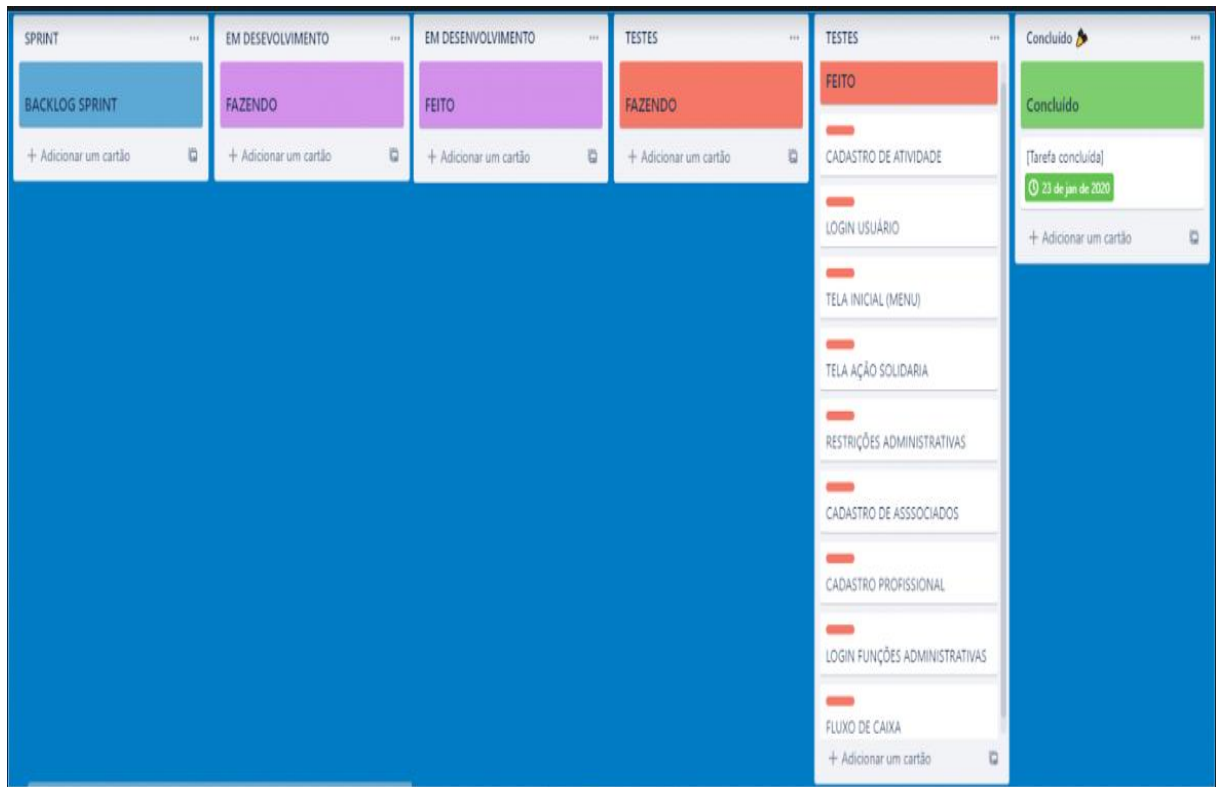 SPRINT
BACKLOG SPRINT
+ Adicionar um cartão
EM DESEVOLVIMENTO
FAZENDO
+ Adicionar um cartão
EM DESENVOLVIMENTO
FEITO
+ Adicionar um cartão
TESTES
FAZENDO
+ Adicionar um cartão
TESTES
FEITO
CADASTRO DE ATIVIDADE
LOGIN USUÁRIO
TELA INICIAL (MENU)
TELA AÇÃO SOLIDARIA
RESTRIÇÕES ADMINISTRATIVAS
CADASTRO DE ASSSOCIADOS
CADASTRO PROFISSIONAL
LOGIN FUNÇÕES ADMINISTRATIVAS
FLUXO DE CAIXA
+ Adicionar um cartão
Concluído
Concluído
[Tarefa concluída]
23 de jan de 2020
+ Adicionar um cartão